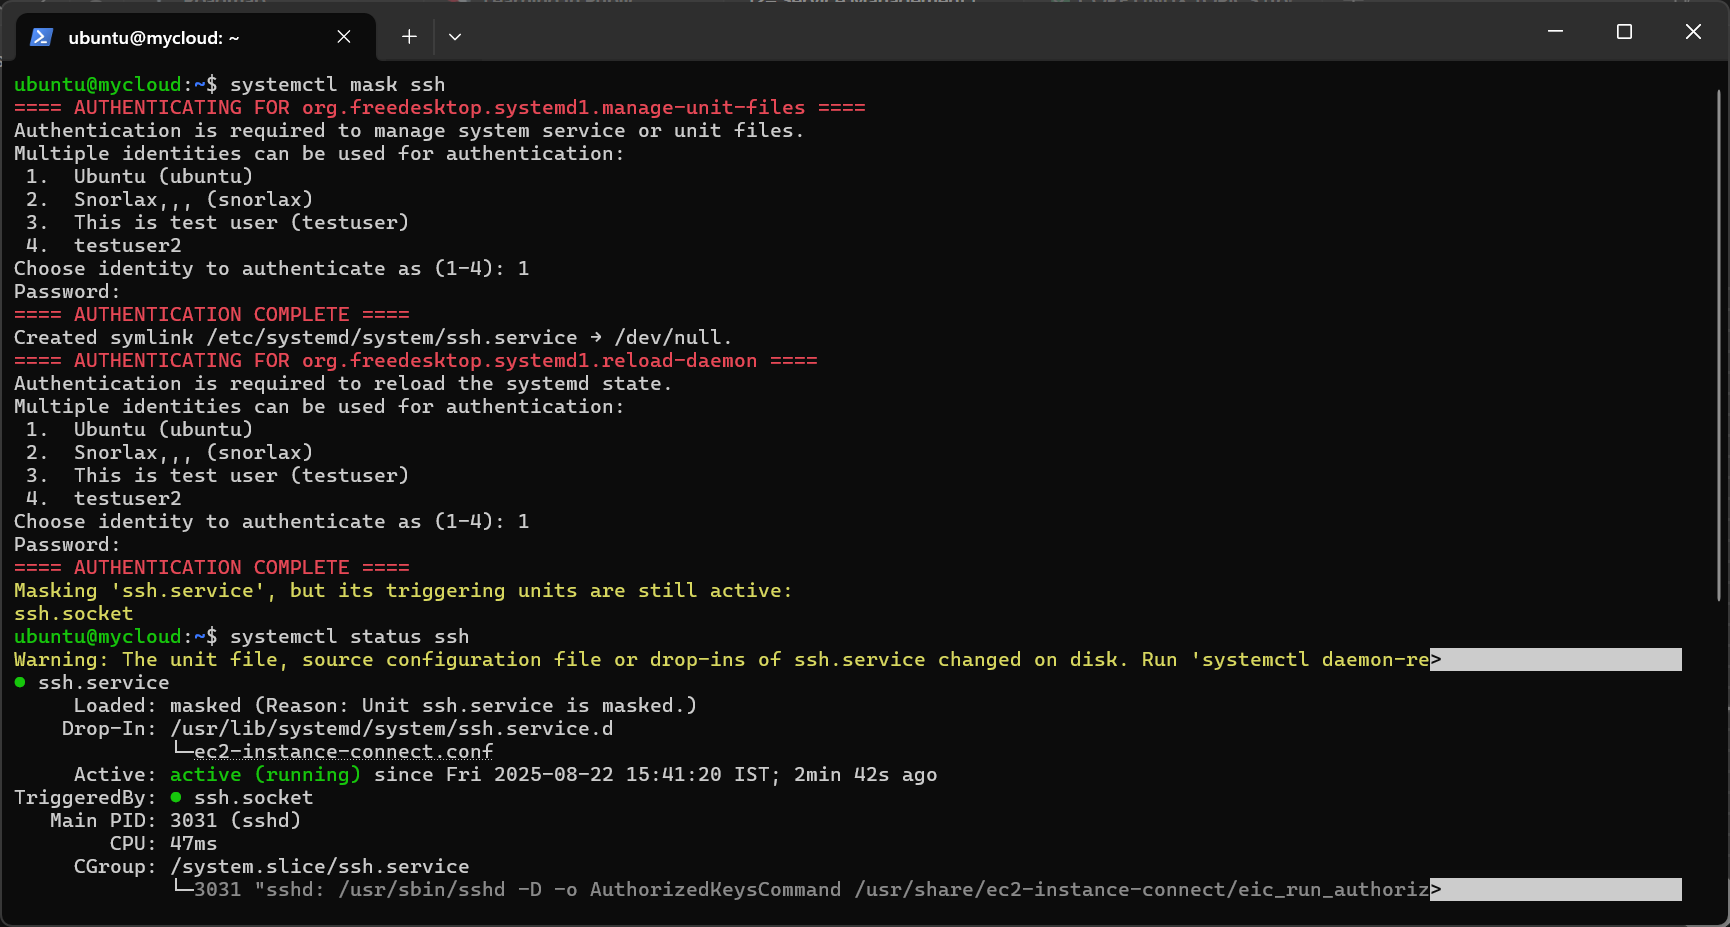 ubuntu@mycloud: ~
ubuntu@mycloud:~$ systemctl mask ssh
==== AUTHENTICATING FOR org.freedesktop.systemd1.manage-unit-files ====
Authentication is required to manage system service or unit files.
Multiple identities can be used for authentication:
 1.  Ubuntu (ubuntu)
 2.  Snorlax,,, (snorlax)
 3.  This is test user (testuser)
 4.  testuser2
Choose identity to authenticate as (1-4): 1
Password:
==== AUTHENTICATION COMPLETE ====
Created symlink /etc/systemd/system/ssh.service → /dev/null.
==== AUTHENTICATING FOR org.freedesktop.systemd1.reload-daemon ====
Authentication is required to reload the systemd state.
Multiple identities can be used for authentication:
 1.  Ubuntu (ubuntu)
 2.  Snorlax,,, (snorlax)
 3.  This is test user (testuser)
 4.  testuser2
Choose identity to authenticate as (1-4): 1
Password:
==== AUTHENTICATION COMPLETE ====
Masking 'ssh.service', but its triggering units are still active:
ssh.socket
ubuntu@mycloud:~$ systemctl status ssh
Warning: The unit file, source configuration file or drop-ins of ssh.service changed on disk. Run 'systemctl daemon-re>
● ssh.service
     Loaded: masked (Reason: Unit ssh.service is masked.)
    Drop-In: /usr/lib/systemd/system/ssh.service.d
             └─ec2-instance-connect.conf
     Active: active (running) since Fri 2025-08-22 15:41:20 IST; 2min 42s ago
TriggeredBy: ● ssh.socket
   Main PID: 3031 (sshd)
        CPU: 47ms
     CGroup: /system.slice/ssh.service
             └─3031 "sshd: /usr/sbin/sshd -D -o AuthorizedKeysCommand /usr/share/ec2-instance-connect/eic_run_authoriz>